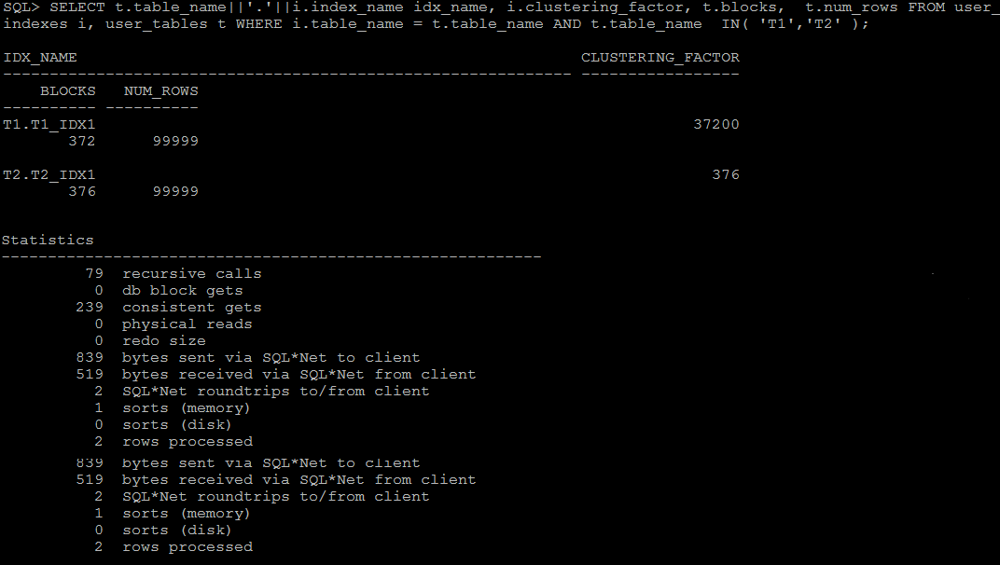 SQL> SELECT t.table_name||'.'||i.index_name idx_name, i.clustering_factor, t.blocks,  t.num_rows FROM user_
indexes i, user_tables t WHERE i.table_name = t.table_name AND t.table_name  IN( 'T1','T2' );
IDX_NAME CLUSTERING_FACTOR
------------------------------------------------------------- -----------------
BLOCKS NUM_ROWS
---------- ----------
T1.T1_IDX1 37200
372 99999
T2.T2_IDX1 376
376 99999
Statistics
----------------------------------------------------------
79 recursive calls
0 db block gets
239 consistent gets
0 physical reads
0 redo size
839 bytes sent via SQL*Net to client
519 bytes received via SQL*Net from client
2 SQL*Net roundtrips to/from client
1 sorts (memory)
0 sorts (disk)
2 rows processed
839 bytes sent via SQL*Net to client
519 bytes received via SQL*Net from client
2 SQL*Net roundtrips to/from client
1 sorts (memory)
0 sorts (disk)
2 rows processed